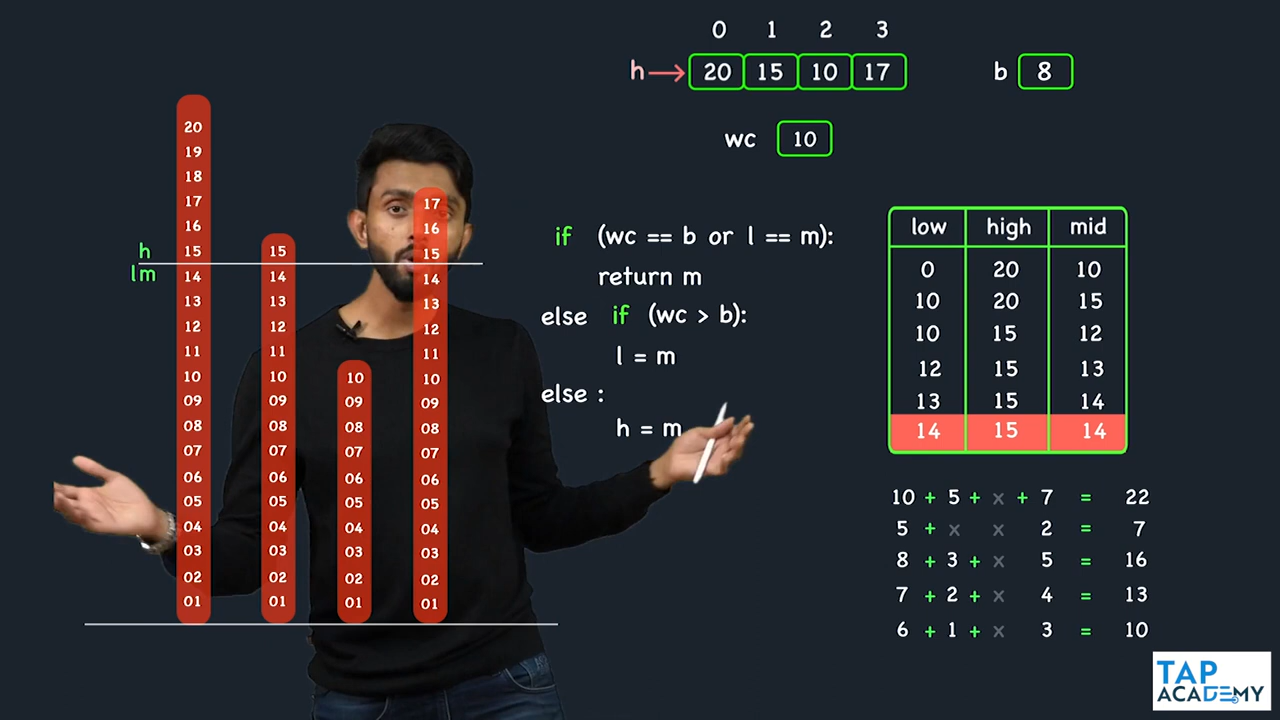 0 1 2 3
h → 20 15 10 17
b 8
wc 10
20
19
18
17
16
15
14
13
12
11
10
09
08
07
06
05
04
03
02
01
h
lm
15
14
13
12
11
10
09
08
07
06
05
04
03
02
01
10
09
08
07
06
05
04
03
02
01
17
16
15
14
13
12
11
10
09
08
07
06
05
04
03
02
01
if (wc == b or l == m):
return m
else if (wc > b):
l = m
else :
h = m
low high mid
0 20 10
10 20 15
10 15 12
12 15 13
13 15 14
14 15 14
10 + 5 + x + 7 = 22
5 + x x 2 = 7
8 + 3 + x 5 = 16
7 + 2 + x 4 = 13
6 + 1 + x 3 = 10
TAP
ACADEMY